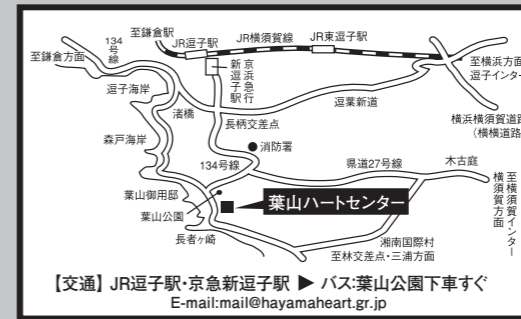 至鎌倉駅
134号線
JR逗子駅
JR横須賀線
JR東逗子駅
至鎌倉方面
京浜急行
新逗子駅
至横浜方面
逗子インター
逗子海岸
渚橋
逗葉新道
長柄交差点
横浜横須賀道路
(横横道路)
森戸海岸
消防署
134号線
県道27号線
木古庭
葉山御用邸
葉山公園
葉山ハートセンター
至横須賀インター
横須賀方面
長者ヶ崎
湘南国際村
至林交差点・三浦方面
【交通】JR逗子駅・京急新逗子駅 ▶ バス:葉山公園下車すぐ
E-mail:mail@hayamaheart.gr.jp